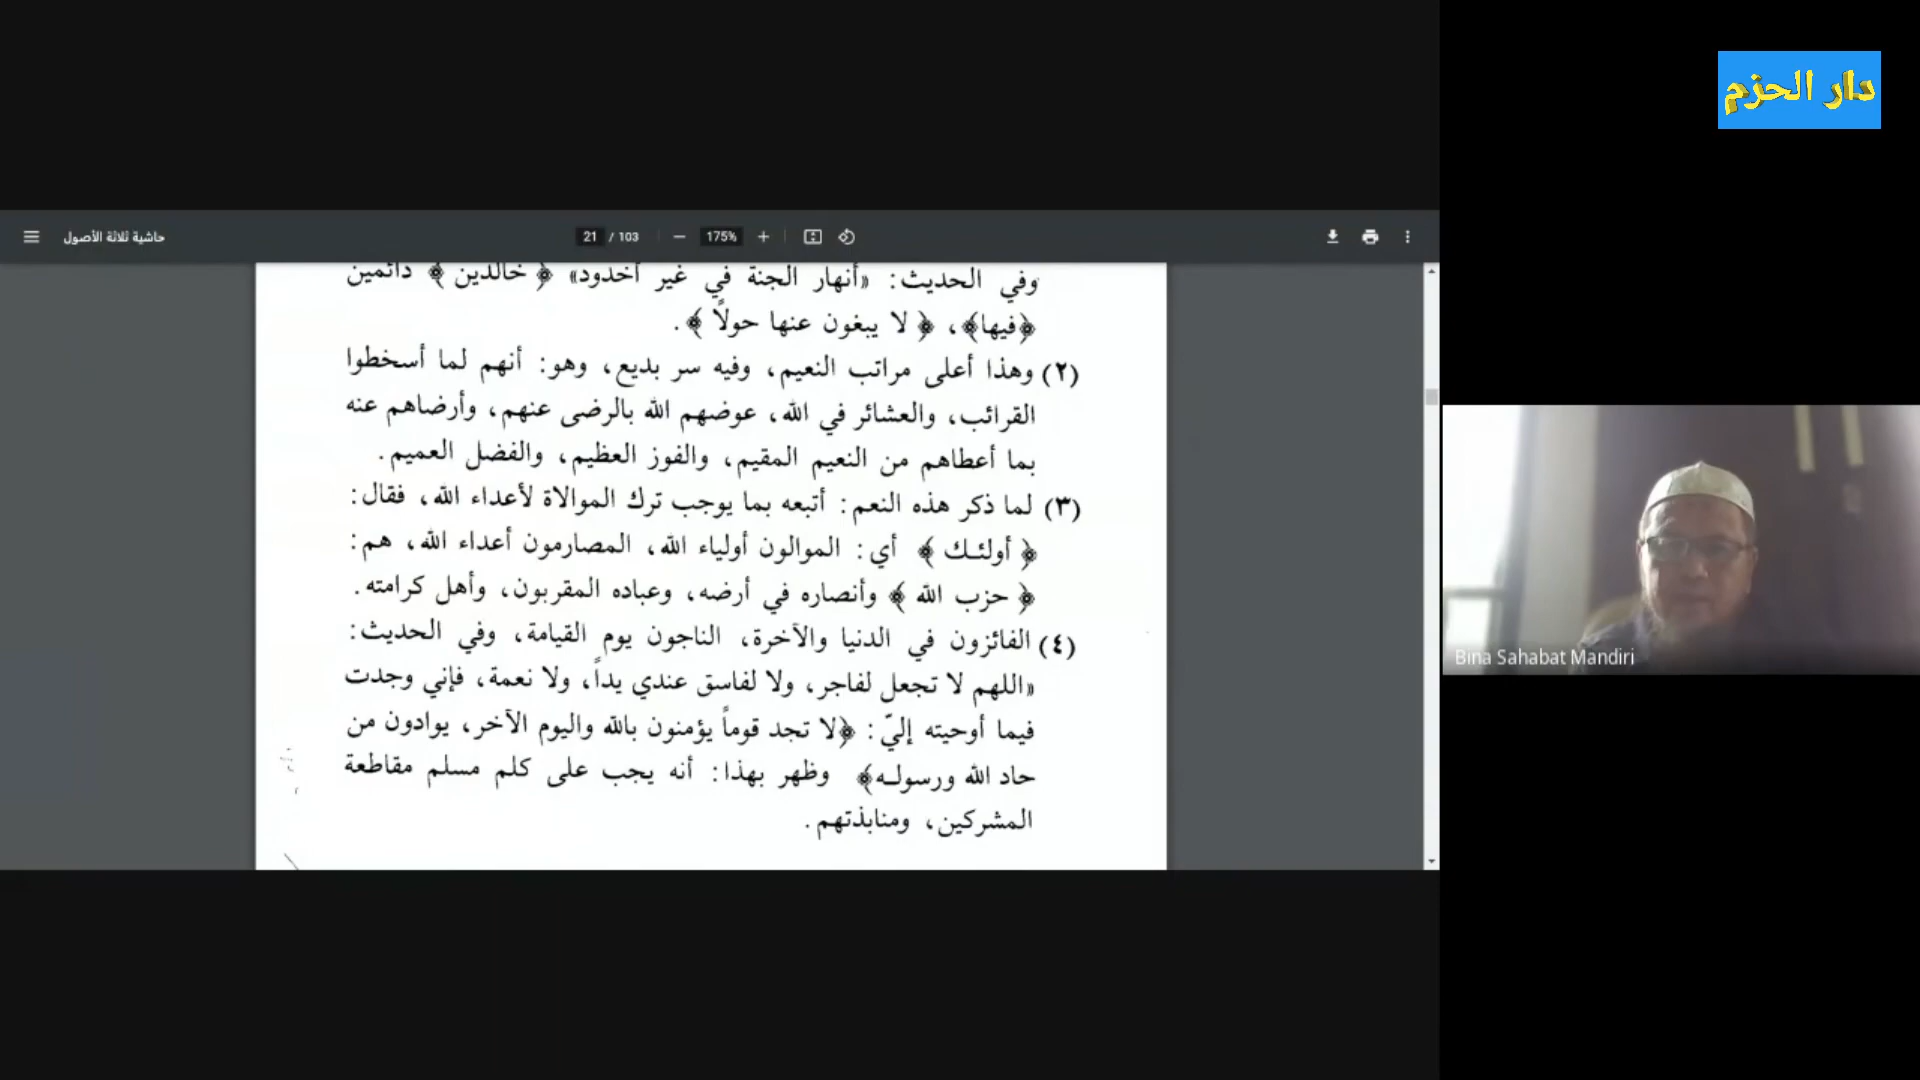 دار الحزم
حاشية ثلاثة الأصول
21 / 103
175%
وفي الحديث: «أنهار الجنة في غير أخدود» ﴿ خالدين ﴾ دائمين
﴿فيها﴾، ﴿ لا يبغون عنها حولاً ﴾.
(٢) وهذا أعلى مراتب النعيم، وفيه سر بديع، وهو: أنهم لما أسخطوا
القرائب، والعشائر في الله، عوضهم الله بالرضى عنهم، وأرضاهم عنه
بما أعطاهم من النعيم المقيم، والفوز العظيم، والفضل العميم.
(٣) لما ذكر هذه النعم: أتبعه بما يوجب ترك الموالاة لأعداء الله، فقال:
﴿ أولئك ﴾ أي: الموالون أولياء الله، المصارمون أعداء الله، هم:
﴿ حزب الله ﴾ وأنصاره في أرضه، وعباده المقربون، وأهل كرامته.
(٤) الفائزون في الدنيا والآخرة، الناجون يوم القيامة، وفي الحديث:
«اللهم لا تجعل لفاجر، ولا لفاسق عندي يداً، ولا نعمة، فإني وجدت
فيما أوحيته إليّ: ﴿لا تجد قوماً يؤمنون بالله واليوم الآخر، يوادون من
حاد الله ورسوله﴾ وظهر بهذا: أنه يجب على كلم مسلم مقاطعة
المشركين، ومنابذتهم.
Bina Sahabat Mandiri